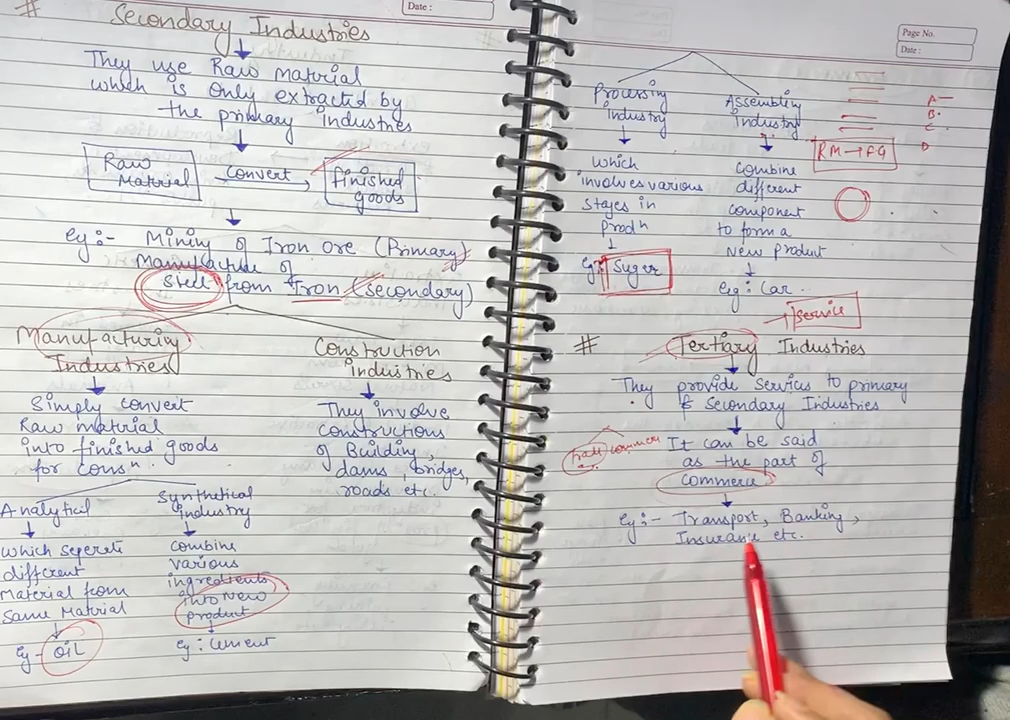 #
Secondary Industries
They use Raw Material
which is only extracted by
the primary industries
Raw Material
Convert
finished goods
Eg:- Mining of Iron ore (Primary)
Manufacture of
Steel from Iron (secondary)
Manufacturing
Industries
Simply convert
Raw material
into finished goods
for consn.
Analytical
which seperate
different
Material from
Same Material
Eg- OIL
Synthetical
industry
combine
various
ingredients
into New
product
Eg: Cement
Construction
industries
They involve
constructions
of Building,
dams, bridges,
roads etc.
Date :
Page No.
Date :
Processing
industry
which
involves various
stages in
prodn
Eg: Suger
Assembling
industry
Combine
different
component
to form a
New product
Eg: Car
A
B
C
D
RM → FG
service
#
Tertiary Industries
They provide Services to primary
& Secondary Industries
It can be said
as the part of
commerce
Eg:- Transport, Banking,
Insurance etc.